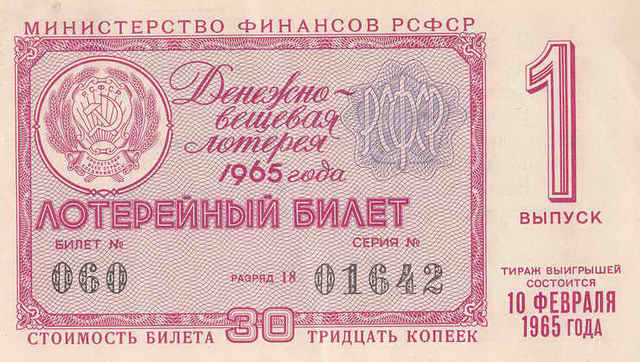 МИНИСТЕРСТВО ФИНАНСОВ РСФСР
РСФСР
Денежно-
вещевая
лотерея
1965 года
РСФСР
ЛОТЕРЕЙНЫЙ БИЛЕТ
БИЛЕТ № СЕРИЯ №
060 РАЗРЯД 18 01642
СТОИМОСТЬ БИЛЕТА 30 ТРИДЦАТЬ КОПЕЕК
1
ВЫПУСК
ТИРАЖ ВЫИГРЫШЕЙ
СОСТОИТСЯ
10 ФЕВРАЛЯ
1965 ГОДА